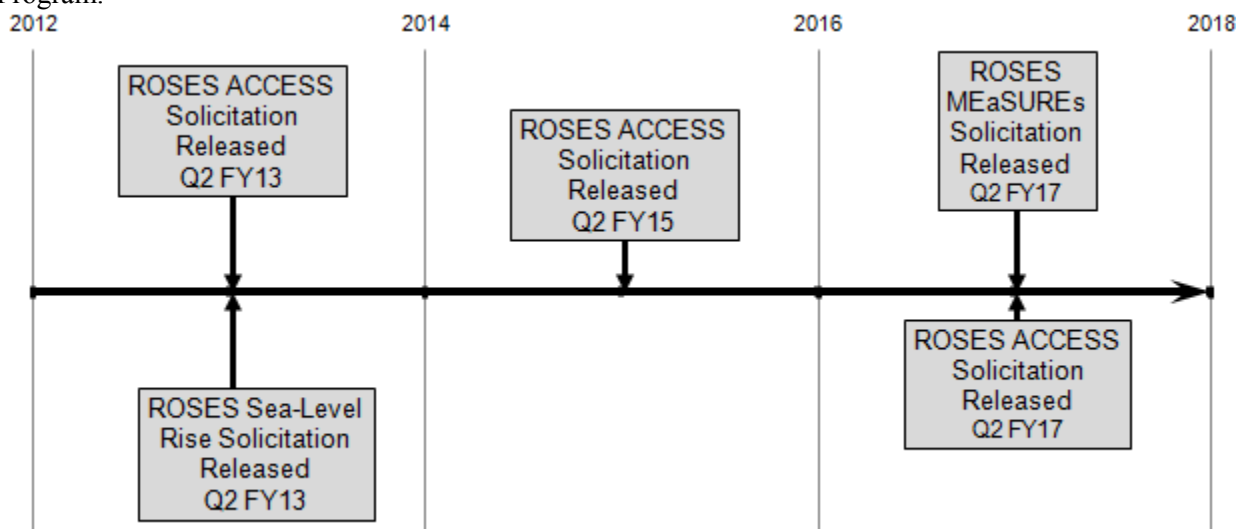 Program.
2012 2014 2016 2018
ROSES ACCESS
Solicitation
Released
Q2 FY13
ROSES ACCESS
Solicitation
Released
Q2 FY15
ROSES
MEaSUREs
Solicitation
Released
Q2 FY17
ROSES Sea-Level
Rise Solicitation
Released
Q2 FY13
ROSES ACCESS
Solicitation
Released
Q2 FY17